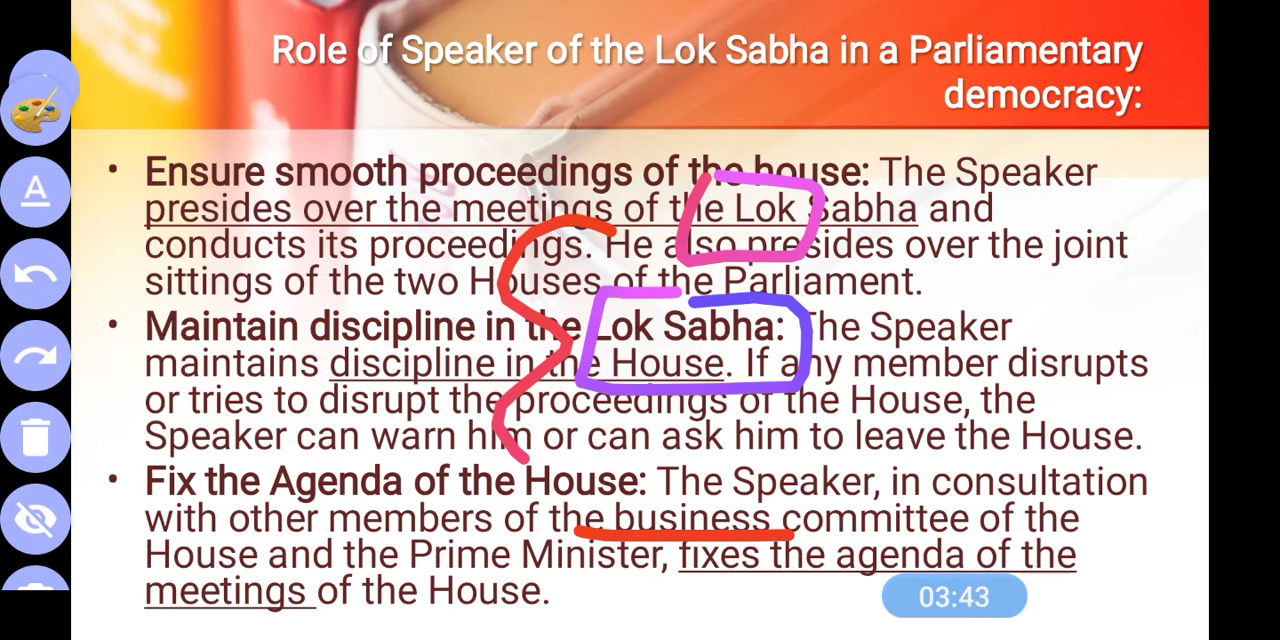 Role of Speaker of the Lok Sabha in a Parliamentary
democracy:
• Ensure smooth proceedings of the house: The Speaker
presides over the meetings of the Lok Sabha and
conducts its proceedings. He also presides over the joint
sittings of the two Houses of the Parliament.
• Maintain discipline in the Lok Sabha: The Speaker
maintains discipline in the House. If any member disrupts
or tries to disrupt the proceedings of the House, the
Speaker can warn him or can ask him to leave the House.
• Fix the Agenda of the House: The Speaker, in consultation
with other members of the business committee of the
House and the Prime Minister, fixes the agenda of the
meetings of the House.
03:43